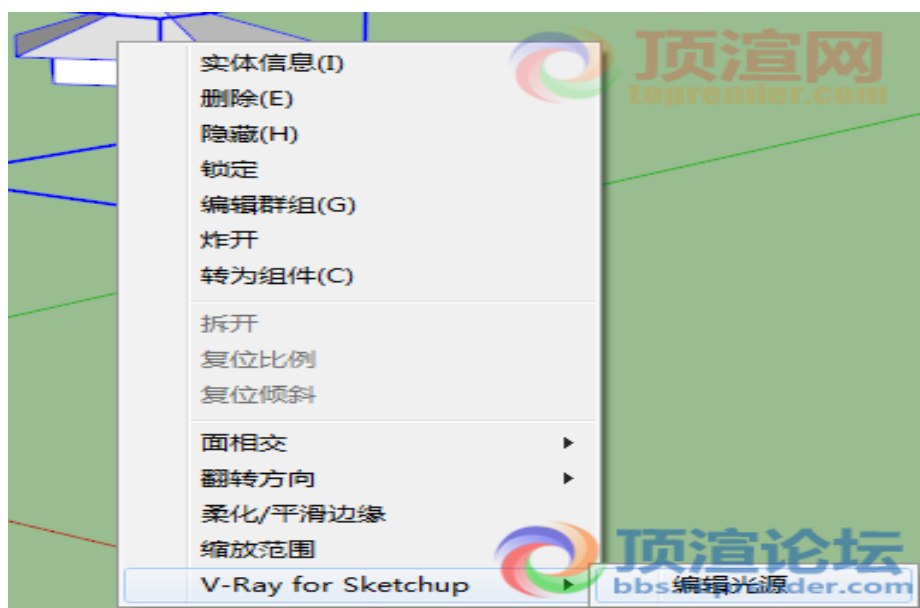 顶渲网
toprender.com
实体信息(I)
删除(E)
隐藏(H)
锁定
编辑群组(G)
炸开
转为组件(C)
拆开
复位比例
复位倾斜
面相交
翻转方向
柔化/平滑边缘
缩放范围
V-Ray for Sketchup
编辑光源
顶渲论坛